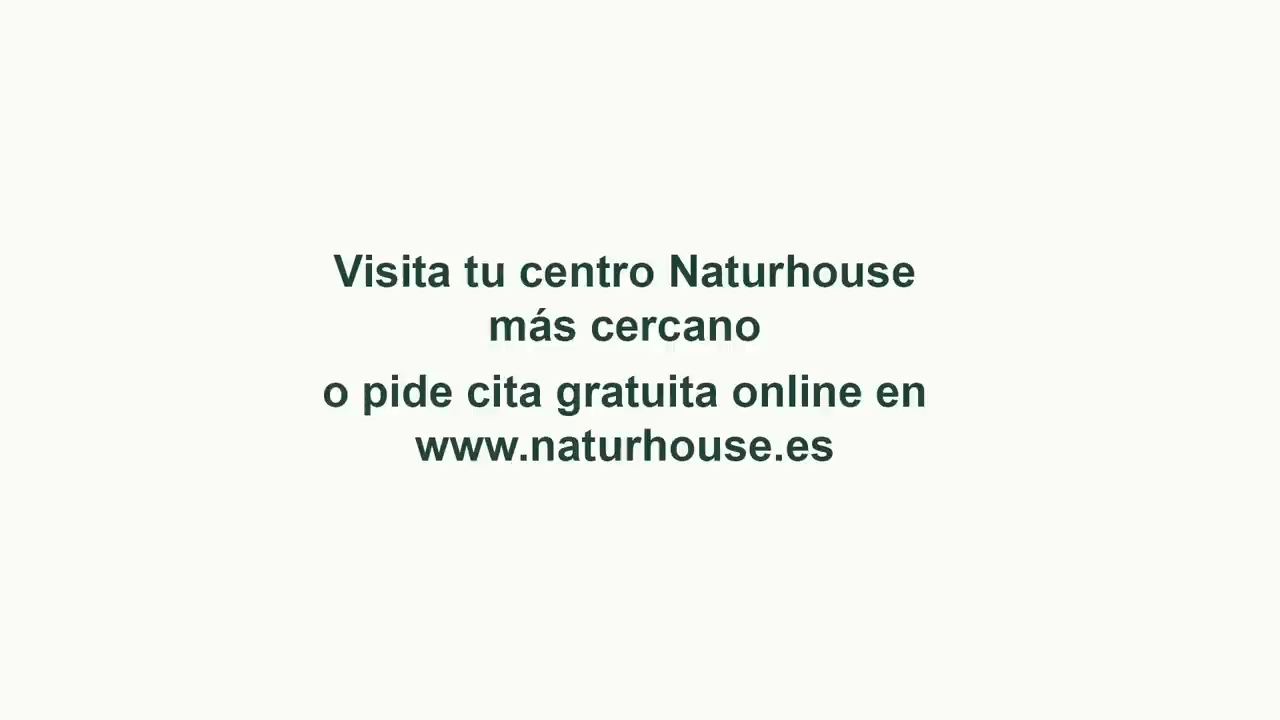 Visita tu centro Naturhouse
más cercano
o pide cita gratuita online en
www.naturhouse.es